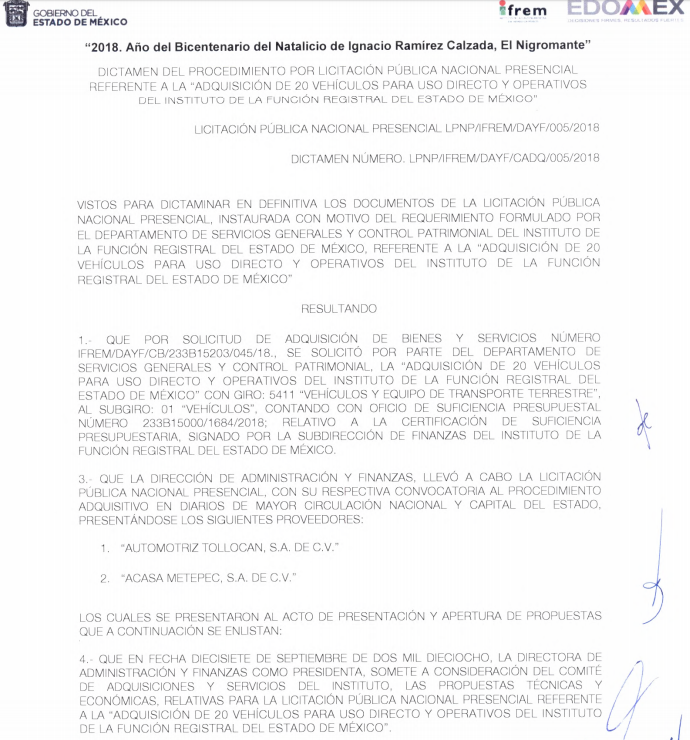 GOBIERNO DEL
ESTADO DE MÉXICO
ifrem
EDOMEX
"2018. Año del Bicentenario del Natalicio de Ignacio Ramírez Calzada, El Nigromante"
DICTAMEN DEL PROCEDIMIENTO POR LICITACIÓN PÚBLICA NACIONAL PRESENCIAL
REFERENTE A LA "ADQUISICIÓN DE 20 VEHÍCULOS PARA USO DIRECTO Y OPERATIVOS
DEL INSTITUTO DE LA FUNCIÓN REGISTRAL DEL ESTADO DE MÉXICO"
LICITACIÓN PÚBLICA NACIONAL PRESENCIAL LPNP/IFREM/DAYF/005/2018
DICTAMEN NÚMERO. LPNP/IFREM/DAYF/CADQ/005/2018
VISTOS PARA DICTAMINAR EN DEFINITIVA LOS DOCUMENTOS DE LA LICITACIÓN PÚBLICA
NACIONAL PRESENCIAL, INSTAURADA CON MOTIVO DEL REQUERIMIENTO FORMULADO POR
EL DEPARTAMENTO DE SERVICIOS GENERALES Y CONTROL PATRIMONIAL DEL INSTITUTO DE
LA FUNCIÓN REGISTRAL DEL ESTADO DE MÉXICO, REFERENTE A LA "ADQUISICIÓN DE 20
VEHÍCULOS PARA USO DIRECTO Y OPERATIVOS DEL INSTITUTO DE LA FUNCIÓN
REGISTRAL DEL ESTADO DE MÉXICO"
RESULTANDO
1.- QUE POR SOLICITUD DE ADQUISICIÓN DE BIENES Y SERVICIOS NÚMERO
IFREM/DAYF/CB/233B15203/045/18., SE SOLICITÓ POR PARTE DEL DEPARTAMENTO DE
SERVICIOS GENERALES Y CONTROL PATRIMONIAL, LA "ADQUISICIÓN DE 20 VEHÍCULOS
PARA USO DIRECTO Y OPERATIVOS DEL INSTITUTO DE LA FUNCIÓN REGISTRAL DEL
ESTADO DE MÉXICO" CON GIRO: 5411 "VEHÍCULOS Y EQUIPO DE TRANSPORTE TERRESTRE",
AL SUBGIRO: 01 "VEHÍCULOS", CONTANDO CON OFICIO DE SUFICIENCIA PRESUPUESTAL
NÚMERO 233B15000/1684/2018; RELATIVO A LA CERTIFICACIÓN DE SUFICIENCIA
PRESUPUESTARIA, SIGNADO POR LA SUBDIRECCIÓN DE FINANZAS DEL INSTITUTO DE LA
FUNCIÓN REGISTRAL DEL ESTADO DE MÉXICO.
3.- QUE LA DIRECCIÓN DE ADMINISTRACIÓN Y FINANZAS, LLEVÓ A CABO LA LICITACIÓN
PÚBLICA NACIONAL PRESENCIAL, CON SU RESPECTIVA CONVOCATORIA AL PROCEDIMIENTO
ADQUISITIVO EN DIARIOS DE MAYOR CIRCULACIÓN NACIONAL Y CAPITAL DEL ESTADO,
PRESENTÁNDOSE LOS SIGUIENTES PROVEEDORES:
1. "AUTOMOTRIZ TOLLOCAN, S.A. DE C.V."
2. "ACASA METEPEC, S.A. DE C.V."
LOS CUALES SE PRESENTARON AL ACTO DE PRESENTACIÓN Y APERTURA DE PROPUESTAS
QUE A CONTINUACIÓN SE ENLISTAN:
4.- QUE EN FECHA DIECISIETE DE SEPTIEMBRE DE DOS MIL DIECIOCHO, LA DIRECTORA DE
ADMINISTRACIÓN Y FINANZAS COMO PRESIDENTA, SOMETE A CONSIDERACIÓN DEL COMITÉ
DE ADQUISICIONES Y SERVICIOS DEL INSTITUTO, LAS PROPUESTAS TÉCNICAS Y
ECONÓMICAS, RELATIVAS PARA LA LICITACIÓN PÚBLICA NACIONAL PRESENCIAL REFERENTE
A LA "ADQUISICIÓN DE 20 VEHÍCULOS PARA USO DIRECTO Y OPERATIVOS DEL INSTITUTO
DE LA FUNCIÓN REGISTRAL DEL ESTADO DE MÉXICO".